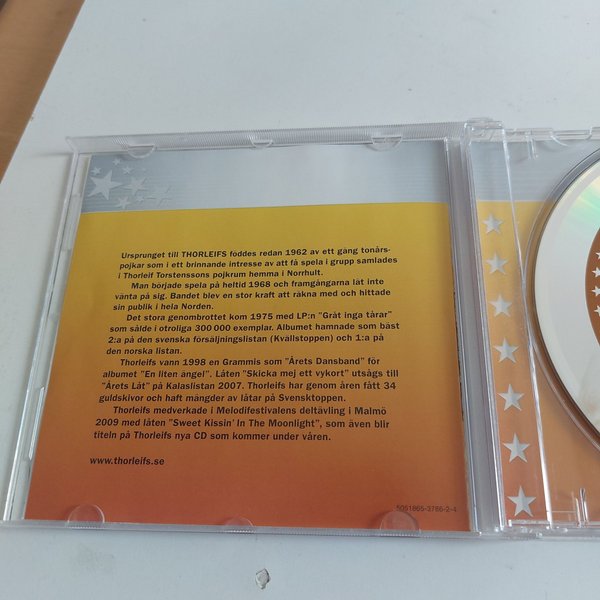 Ursprunget till THORLEIFS föddes redan 1962 av ett gäng tonårs-
pojkar som i ett brinnande intresse av att få spela i grupp samlades
i Thorleif Torstenssons pojkrum hemma i Norrhult.
Man började spela på heltid 1968 och framgångarna lät inte
vänta på sig. Bandet blev en stor kraft att räkna med och hittade
sin publik i hela Norden.
Det stora genombrottet kom 1975 med LP:n "Gråt inga tårar"
som sålde i otroliga 300 000 exemplar. Albumet hamnade som bäst
2:a på den svenska försäljningslistan (Kvällstoppen) och 1:a på
den norska listan.
Thorleifs vann 1998 en Grammis som "Årets Dansband" för
albumet "En liten ängel". Låten "Skicka mej ett vykort" utsågs till
"Årets Låt" på Kalaslistan 2007. Thorleifs har genom åren fått 34
guldskivor och haft mängder av låtar på Svensktoppen.
Thorleifs medverkade i Melodifestivalens deltävling i Malmö
2009 med låten "Sweet Kissin' In The Moonlight", som även blir
titeln på Thorleifs nya CD som kommer under våren.
www.thorleifs.se
5051865-3786-2-4